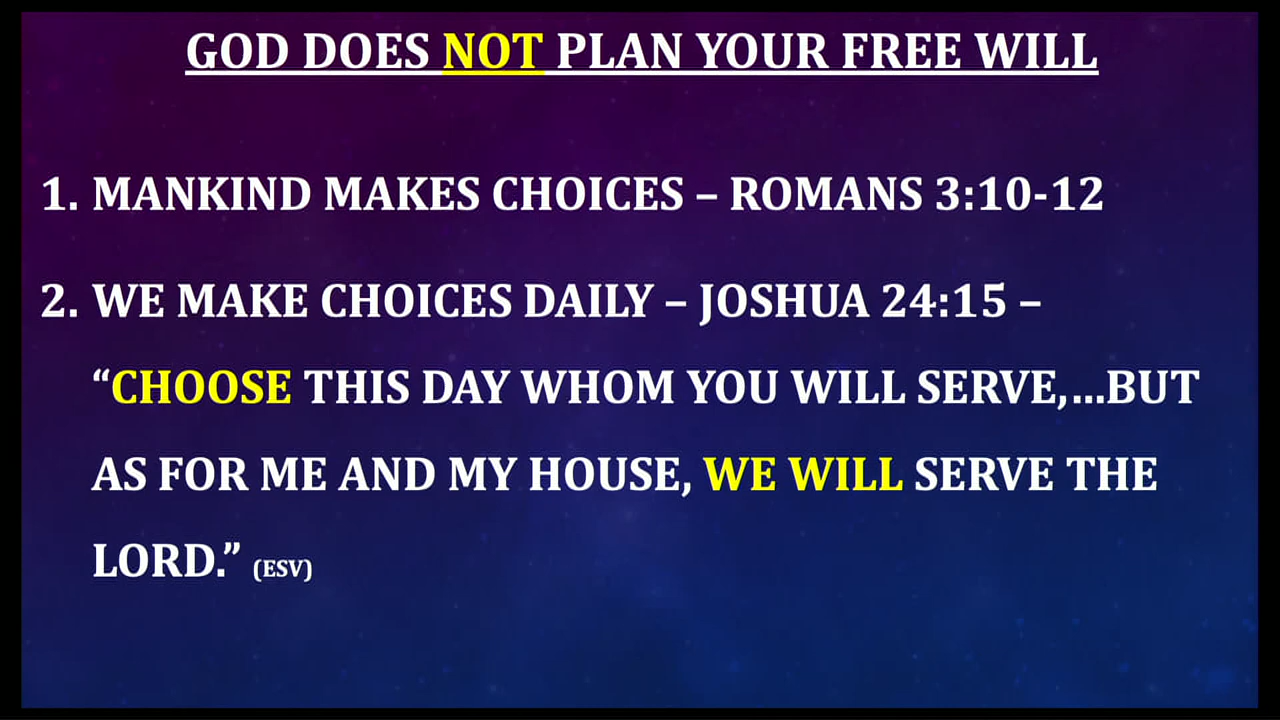 GOD DOES NOT PLAN YOUR FREE WILL
1. MANKIND MAKES CHOICES – ROMANS 3:10-12
2. WE MAKE CHOICES DAILY – JOSHUA 24:15 –
“CHOOSE THIS DAY WHOM YOU WILL SERVE,...BUT
AS FOR ME AND MY HOUSE, WE WILL SERVE THE
LORD.” (ESV)